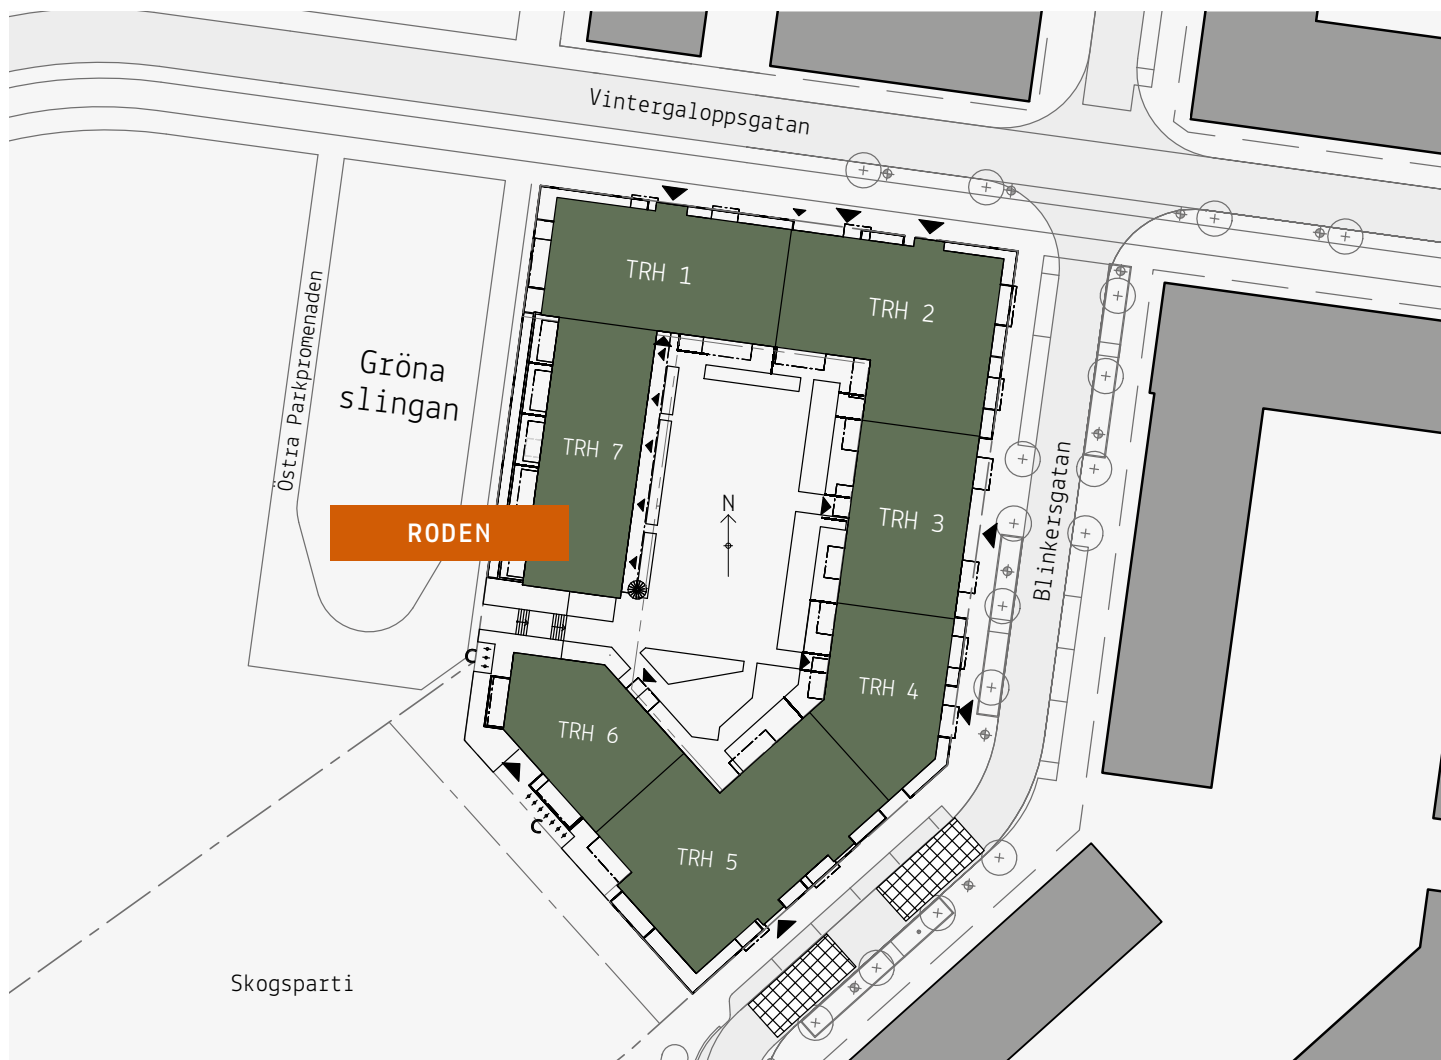 Vintergaloppsgatan
TRH 1
TRH 2
Gröna
slingan
Östra Parkpromenaden
TRH 7
RODEN
N
TRH 3
Blinkersgatan
TRH 4
TRH 6
C
C
TRH 5
Skogsparti